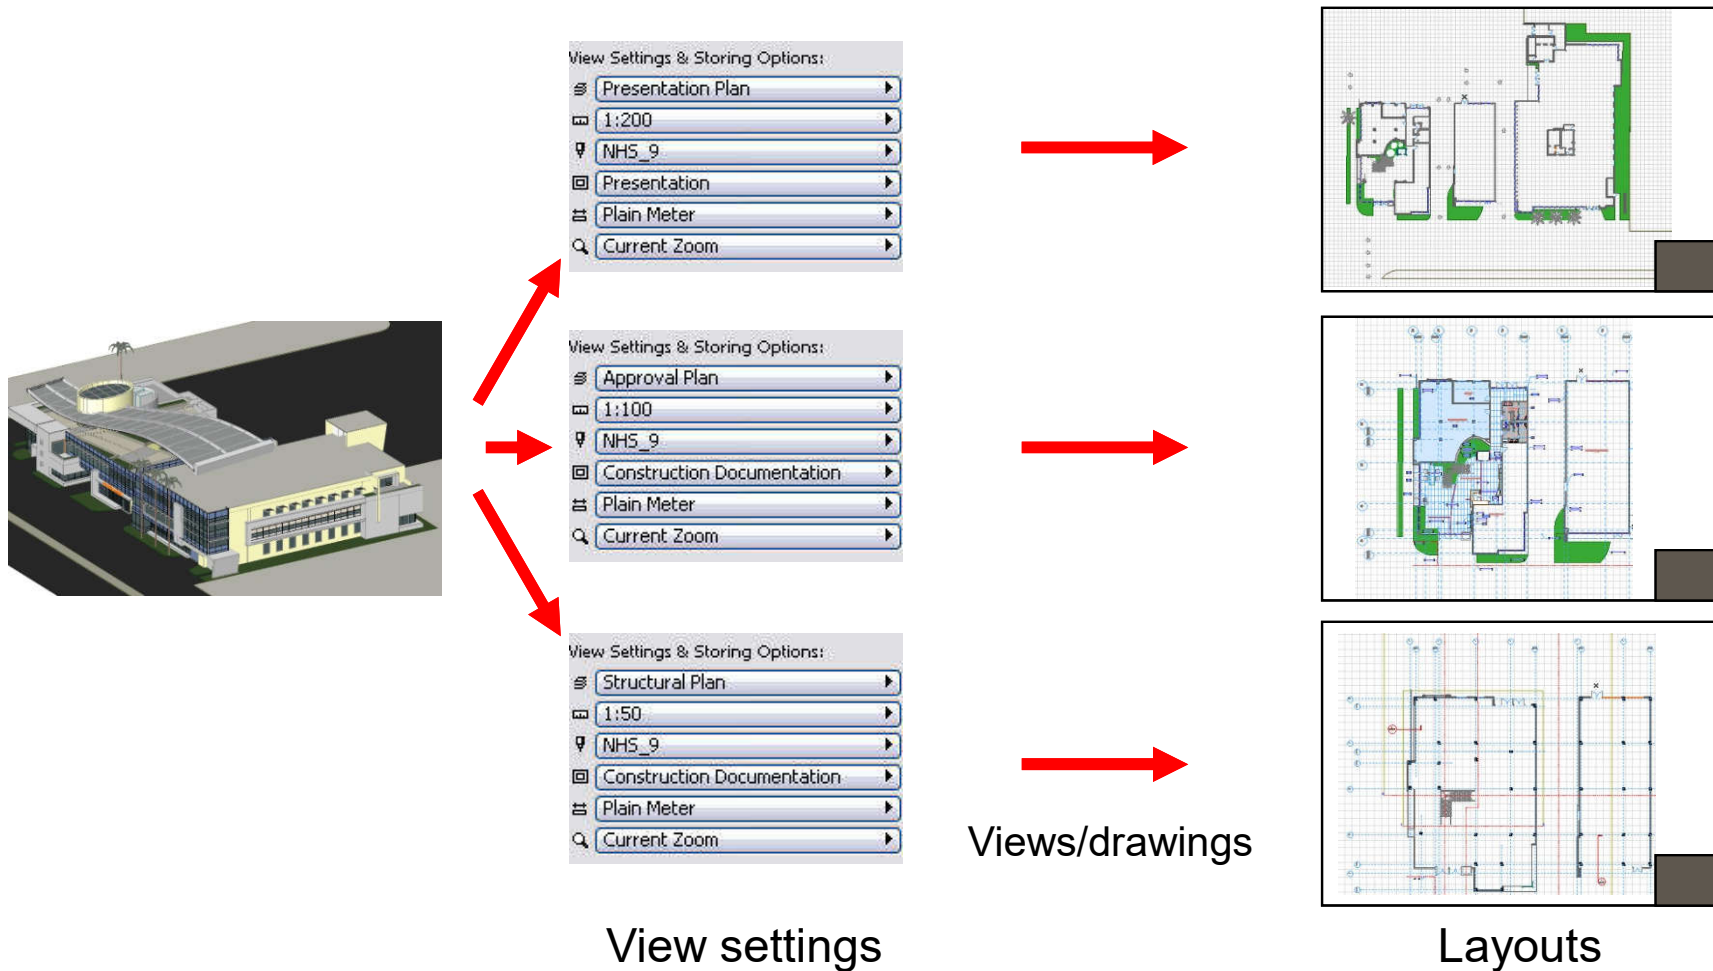 View Settings & Storing Options:
Presentation Plan
1:200
NHS_9
Presentation
Plain Meter
Current Zoom
View Settings & Storing Options:
Approval Plan
1:100
NHS_9
Construction Documentation
Plain Meter
Current Zoom
View Settings & Storing Options:
Structural Plan
1:50
NHS_9
Construction Documentation
Plain Meter
Current Zoom
Views/drawings
View settings
Layouts